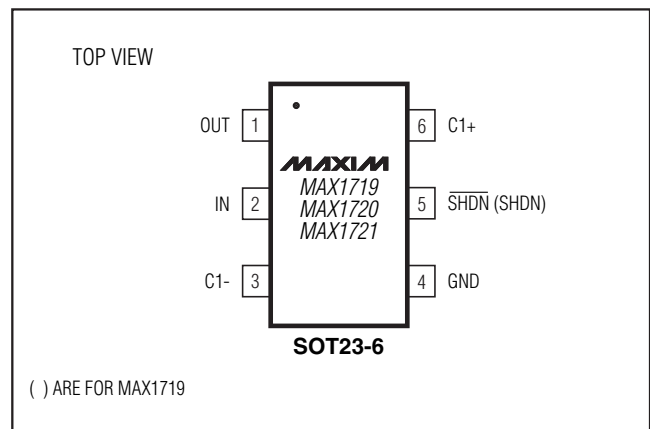 TOP VIEW
OUT 1
6 C1+
MAXIM
MAX1719
MAX1720
MAX1721
IN 2
5 S̅H̅D̅N̅ (SHDN)
C1- 3
4 GND
SOT23-6
( ) ARE FOR MAX1719